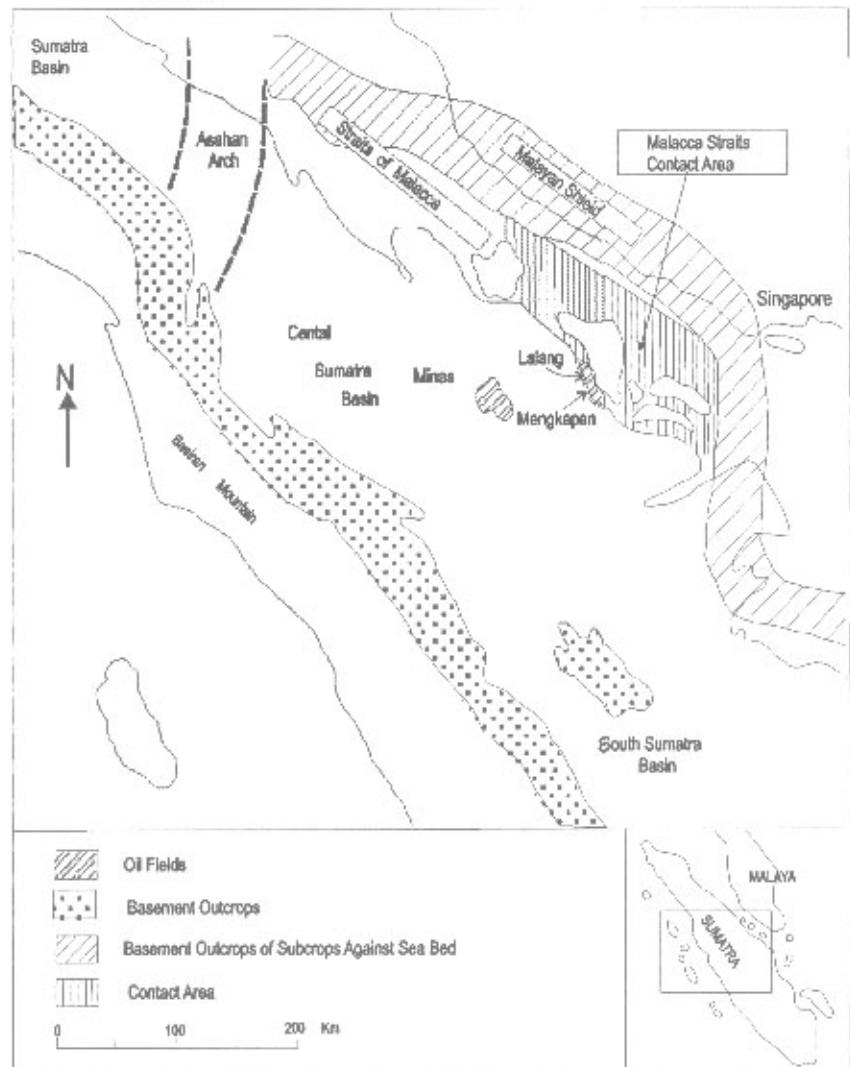 Sumatra
Basin
Asahan
Arch
Straits of Malacca
Malayan Shield
Malacca Straits
Contact Area
Singapore
Cental
Sumatra
Basin
Minas
Lalang
Mengkapan
N
Mountain
South Sumatra
Basin
Oil Fields
Basement Outcrops
Basement Outcrops of Subcrops Against Sea Bed
Contact Area
0 100 200 Km
MALAYA
SUMATRA